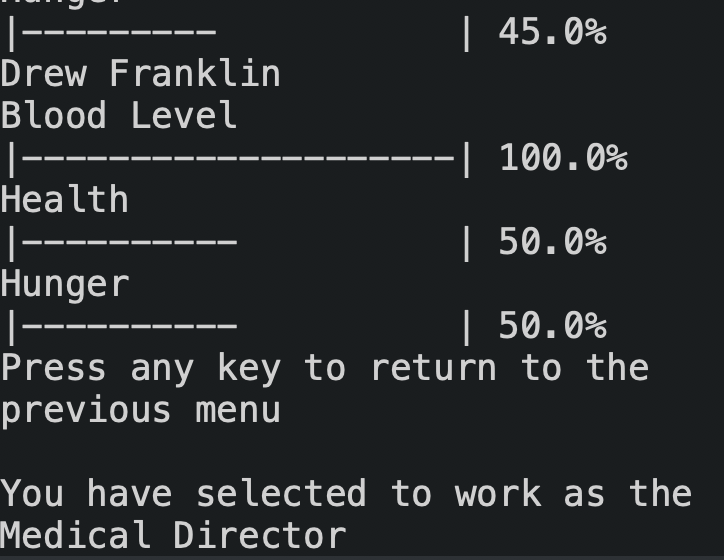 Hunger
|---------           | 45.0%
Drew Franklin
Blood Level
|--------------------| 100.0%
Health
|----------          | 50.0%
Hunger
|----------          | 50.0%
Press any key to return to the
previous menu
You have selected to work as the
Medical Director